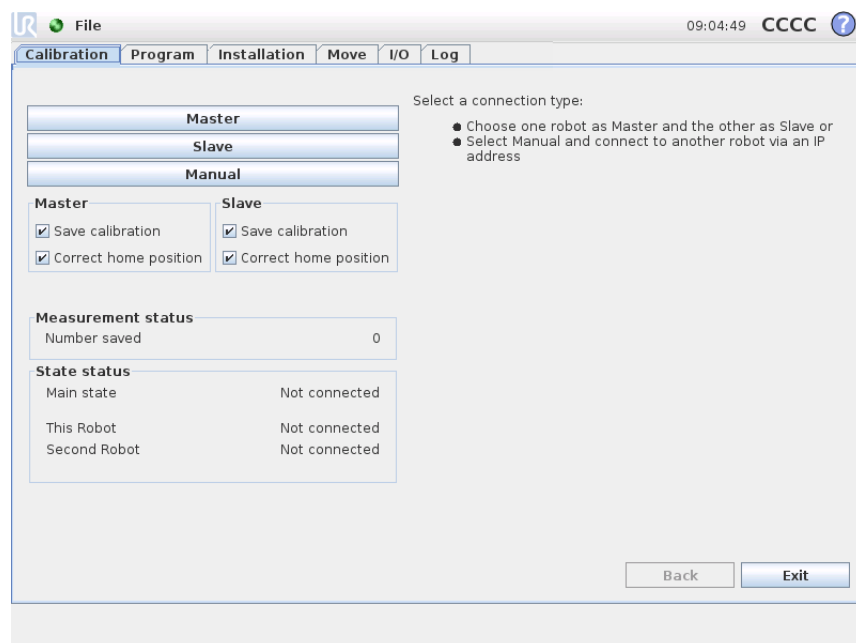 UR File 09:04:49 CCCC ?
Calibration Program Installation Move I/O Log
Select a connection type:
Master
Choose one robot as Master and the other as Slave or
Slave
Select Manual and connect to another robot via an IP
address
Manual
Master Slave
Save calibration Save calibration
Correct home position Correct home position
Measurement status
Number saved 0
State status
Main state Not connected
This Robot Not connected
Second Robot Not connected
Back Exit